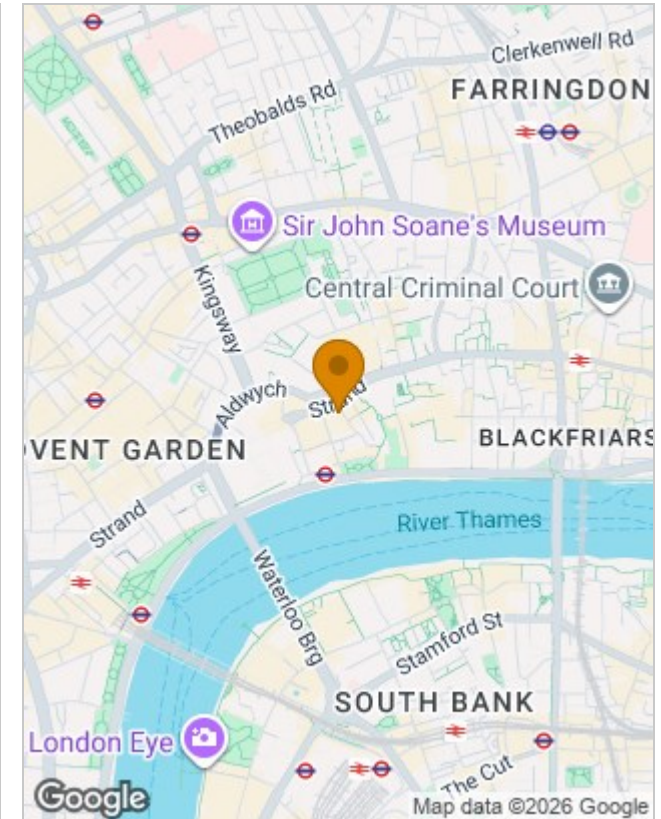 Clerkenwell Rd
FARRINGDON
Theobalds Rd
Sir John Soane's Museum
Central Criminal Court
Kingsway
Aldwych
Strand
VENT GARDEN
BLACKFRIARS
River Thames
Strand
Waterloo Brg
Stamford St
SOUTH BANK
London Eye
The Cut
Google
Map data ©2026 Google